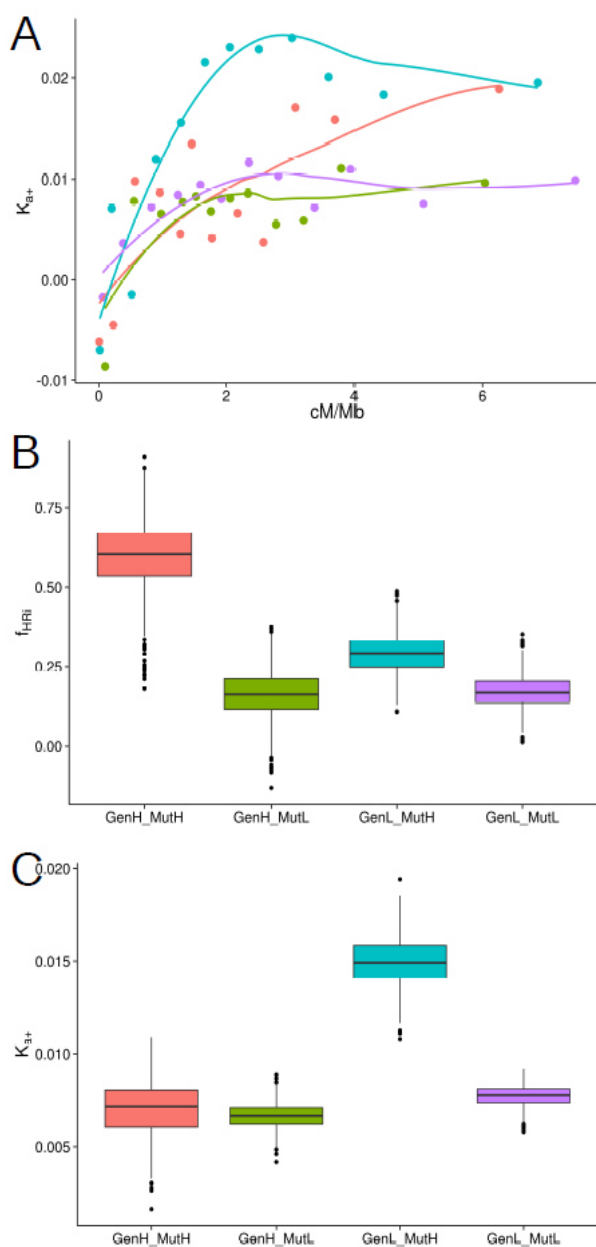 A
Ka+
0.02
0.01
0.00
-0.01
0 2 4 6
cM/Mb
B
fHRi
0.75
0.50
0.25
0.00
GenH_MutH GenH_MutL GenL_MutH GenL_MutL
C
Ka+
0.020
0.015
0.010
0.005
GenH_MutH GenH_MutL GenL_MutH GenL_MutL